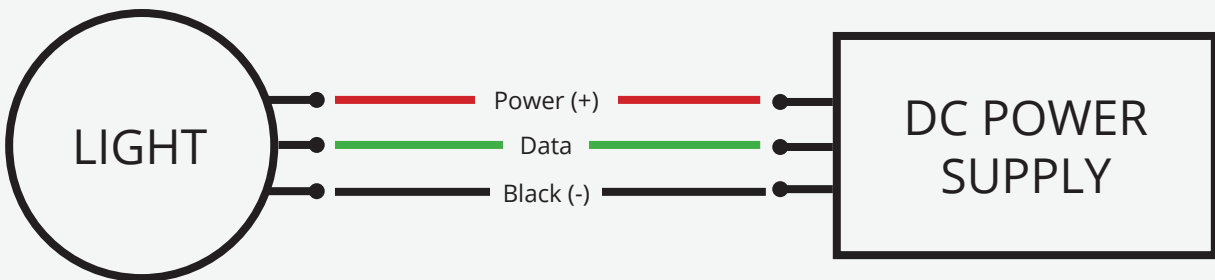 LIGHT
Power (+)
Data
Black (-)
DC POWER
SUPPLY